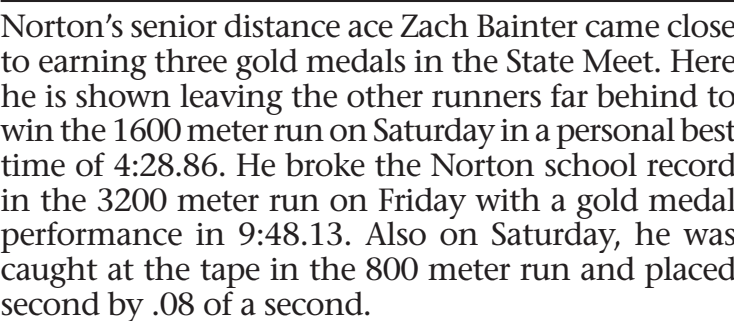 Norton’s senior distance ace Zach Bainter came close
to earning three gold medals in the State Meet. Here
he is shown leaving the other runners far behind to
win the 1600 meter run on Saturday in a personal best
time of 4:28.86. He broke the Norton school record
in the 3200 meter run on Friday with a gold medal
performance in 9:48.13. Also on Saturday, he was
caught at the tape in the 800 meter run and placed
second by .08 of a second.